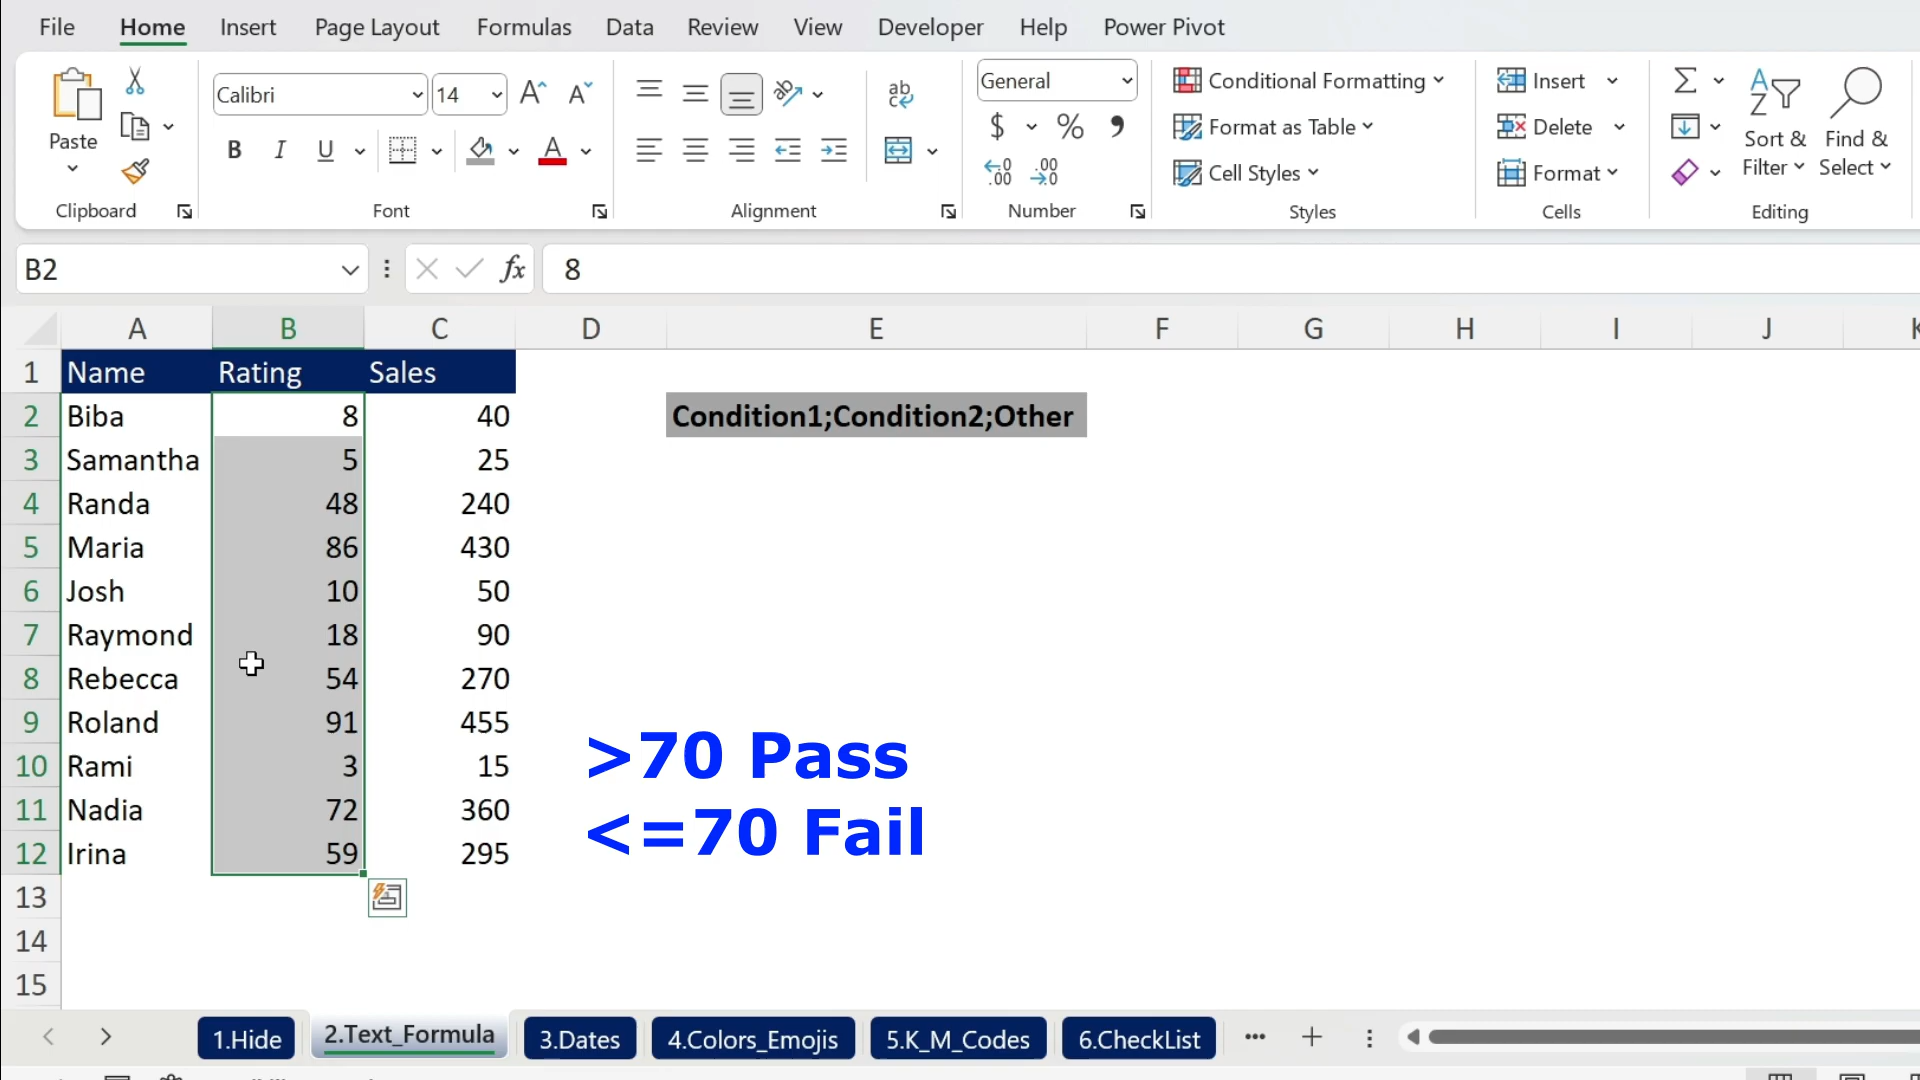 File Home Insert Page Layout Formulas Data Review View Developer Help Power Pivot
Calibri 14 A A General Conditional Formatting Insert Σ
Paste ab c $ % Format as Table Delete Sort & Filter Find & Select
B I U A .00 .00 Cell Styles Format
Clipboard Font Alignment Number Styles Cells Editing
B2 fx 8
A B C D E F G H I J
1 Name Rating Sales
2 Biba 8 40 Condition1;Condition2;Other
3 Samantha 5 25
4 Randa 48 240
5 Maria 86 430
6 Josh 10 50
7 Raymond 18 90
8 Rebecca 54 270
9 Roland 91 455
>70 Pass
10 Rami 3 15
11 Nadia 72 360
<=70 Fail
12 Irina 59 295
13
14
15
1.Hide 2.Text_Formula 3.Dates 4.Colors_Emojis 5.K_M_Codes 6.CheckList